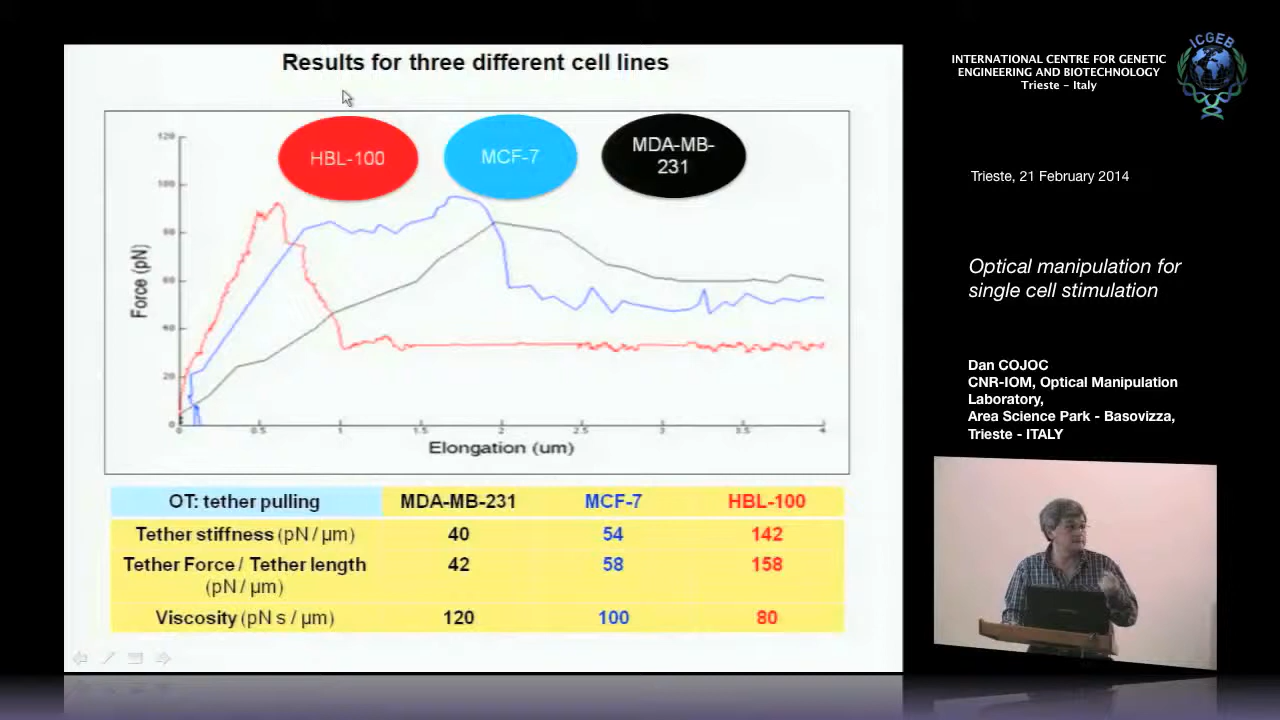 Results for three different cell lines
HBL-100
MCF-7
MDA-MB-
231
120
100
80
60
40
20
0
Force (pN)
0 0.5 1 1.5 2 2.5 3 3.5 4
Elongation (um)
OT: tether pulling MDA-MB-231 MCF-7 HBL-100
Tether stiffness (pN / µm) 40 54 142
Tether Force / Tether length 42 58 158
(pN / µm)
Viscosity (pN s / µm) 120 100 80
INTERNATIONAL CENTRE FOR GENETIC
ENGINEERING AND BIOTECHNOLOGY
Trieste - Italy
ICGEB
Trieste, 21 February 2014
Optical manipulation for
single cell stimulation
Dan COJOC
CNR-IOM, Optical Manipulation
Laboratory,
Area Science Park - Basovizza,
Trieste - ITALY